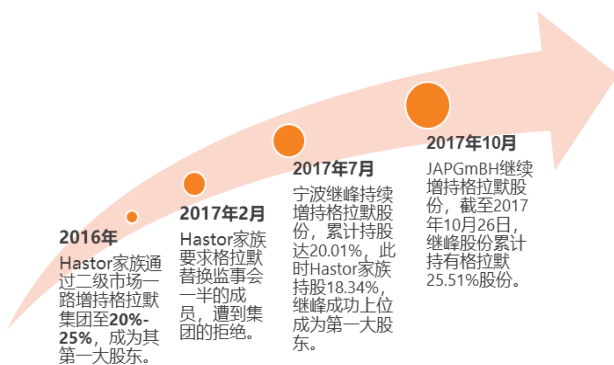 2016年
Hastor家族通
过二级市场一
路增持格拉默
集团至20%-
25%，成为其
第一大股东。
2017年2月
Hastor家族
要求格拉默
替换监事会
一半的成
员，遭到集
团的拒绝。
2017年7月
宁波继峰持续
增持格拉默股
份，累计持股
达20.01%，此
时Hastor家族
持股18.34%，
继峰成功上位
成为第一大股
东。
2017年10月
JAPGmBH继续
增持格拉默股
份，截至2017
年10月26日，
继峰股份累计
持有格拉默
25.51%股份。